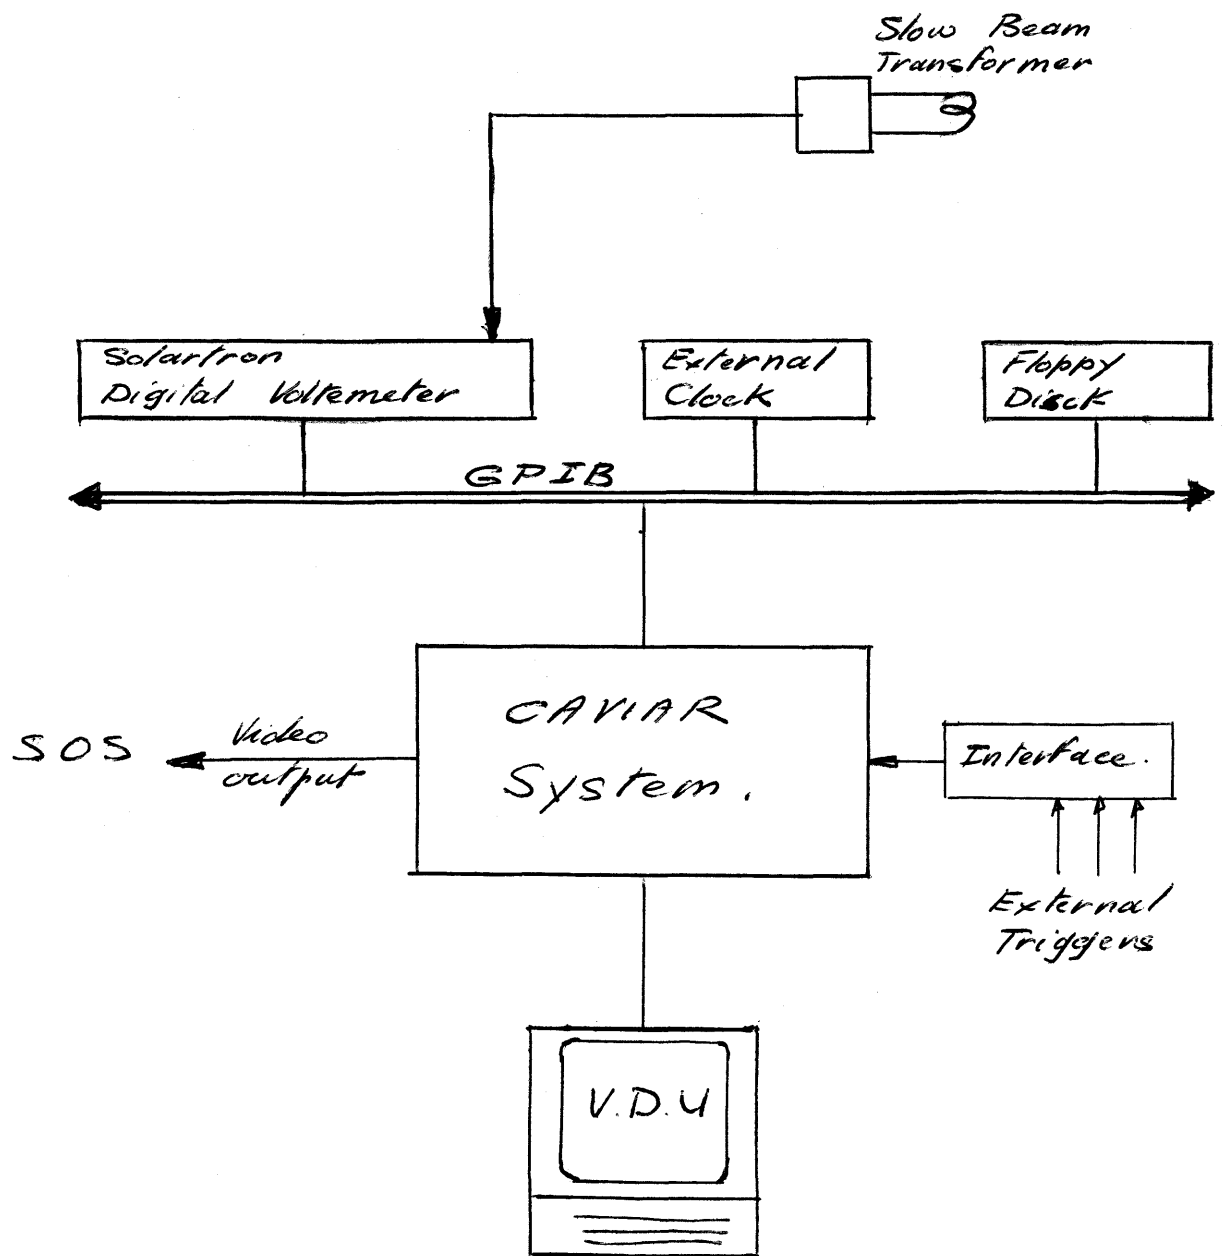 Slow Beam
Transformer
Solartron
Digital Voltemeter
External
Clock
Floppy
Disck
GPIB
CAVIAR
System.
SOS
Video
output
Interface.
External
Triggers
V.D.U